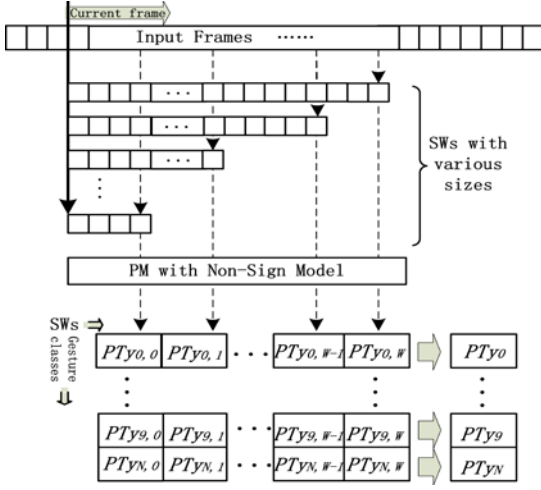 Current frame
Input Frames ······
···
···
···
SWs with
various
sizes
PM with Non-Sign Model
SWs
Gesture
classes
PTy0, 0 PTy0, 1 ··· PTy0, W-1 PTy0, W PTy0
PTy9, 0 PTy9, 1 ··· PTy9, W-1 PTy9, W PTy9
PTyN, 0 PTyN, 1 ··· PTyN, W-1 PTyN, W PTyN